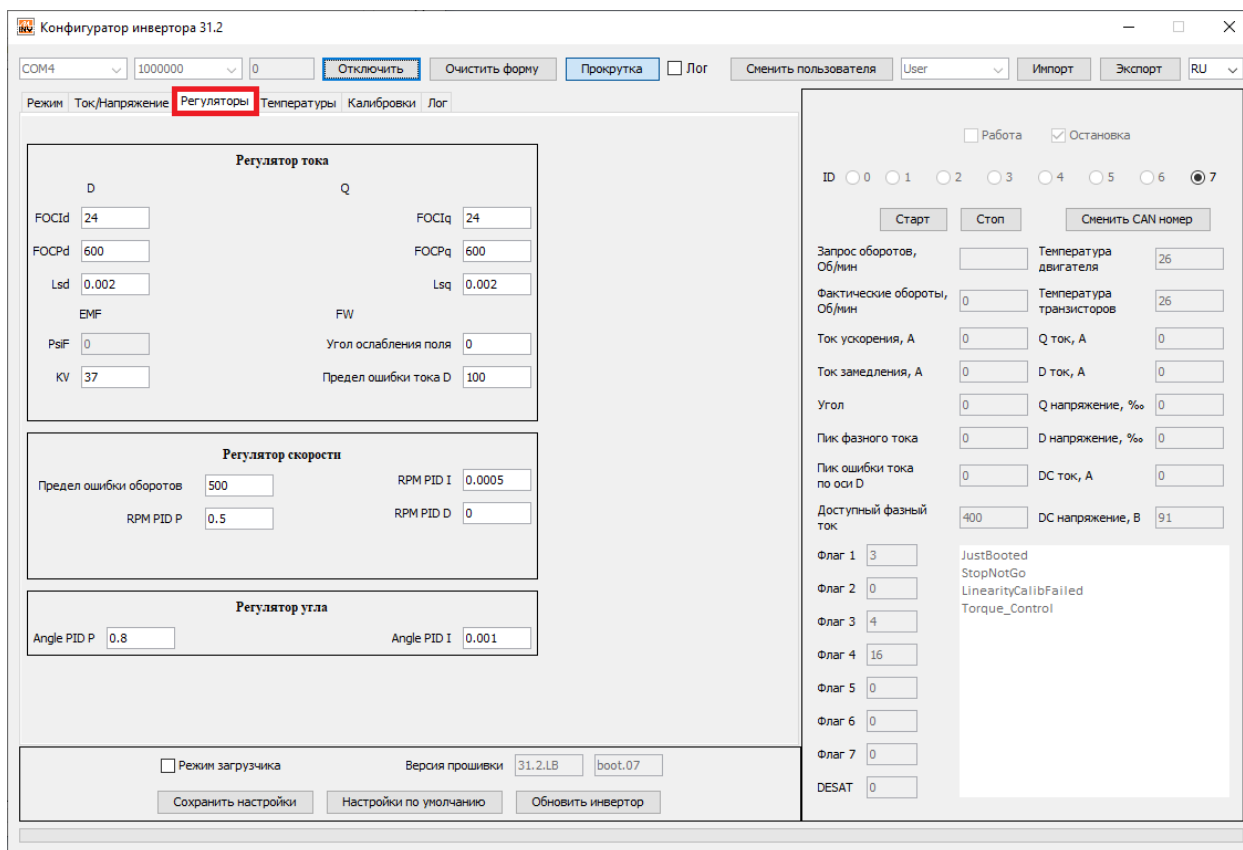 INV Конфигуратор инвертора 31.2
COM4 1000000 0 Отключить Очистить форму Прокрутка Лог Сменить пользователя User Импорт Экспорт RU
Режим Ток/Напряжение Регуляторы Температуры Калибровки Лог
Регулятор тока
D Q
FOCId 24 FOCIq 24
FOCPd 600 FOCPq 600
Lsd 0.002 Lsq 0.002
EMF FW
PsiF 0 Угол ослабления поля 0
KV 37 Предел ошибки тока D 100
Регулятор скорости
Предел ошибки оборотов 500 RPM PID I 0.0005
RPM PID P 0.5 RPM PID D 0
Регулятор угла
Angle PID P 0.8 Angle PID I 0.001
Режим загрузчика Версия прошивки 31.2.LB boot.07
Сохранить настройки Настройки по умолчанию Обновить инвертор
Работа Остановка
ID 0 1 2 3 4 5 6 7
Старт Стоп Сменить CAN номер
Запрос оборотов,
Об/мин
Температура
двигателя
26
Фактические обороты,
Об/мин
0
Температура
транзисторов
26
Ток ускорения, А 0 Q ток, А 0
Ток замедления, А 0 D ток, А 0
Угол 0 Q напряжение, ‰ 0
Пик фазного тока 0 D напряжение, ‰ 0
Пик ошибки тока
по оси D
0 DC ток, А 0
Доступный фазный
ток
400 DC напряжение, В 91
Флаг 1 3
Флаг 2 0
Флаг 3 4
Флаг 4 16
Флаг 5 0
Флаг 6 0
Флаг 7 0
DESAT 0
JustBooted
StopNotGo
LinearityCalibFailed
Torque_Control